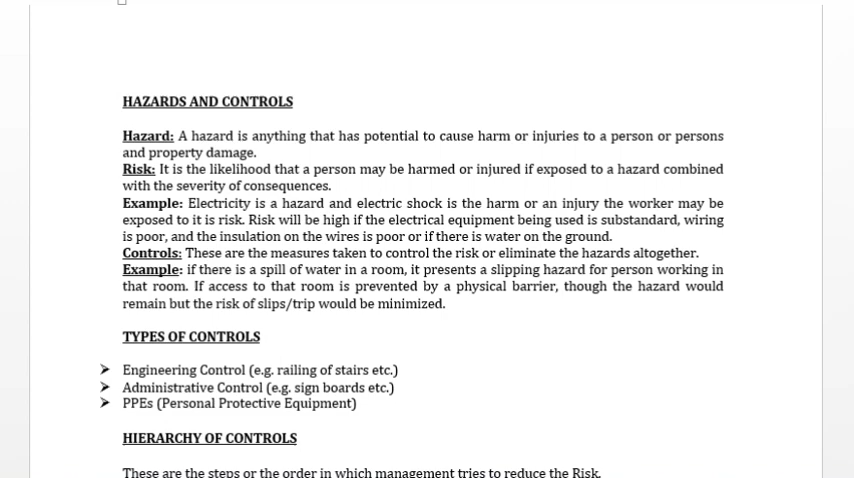 HAZARDS AND CONTROLS
Hazard: A hazard is anything that has potential to cause harm or injuries to a person or persons
and property damage.
Risk: It is the likelihood that a person may be harmed or injured if exposed to a hazard combined
with the severity of consequences.
Example: Electricity is a hazard and electric shock is the harm or an injury the worker may be
exposed to it is risk. Risk will be high if the electrical equipment being used is substandard, wiring
is poor, and the insulation on the wires is poor or if there is water on the ground.
Controls: These are the measures taken to control the risk or eliminate the hazards altogether.
Example: if there is a spill of water in a room, it presents a slipping hazard for person working in
that room. If access to that room is prevented by a physical barrier, though the hazard would
remain but the risk of slips/trip would be minimized.
TYPES OF CONTROLS
➢ Engineering Control (e.g. railing of stairs etc.)
➢ Administrative Control (e.g. sign boards etc.)
➢ PPEs (Personal Protective Equipment)
HIERARCHY OF CONTROLS
These are the steps or the order in which management tries to reduce the Risk.